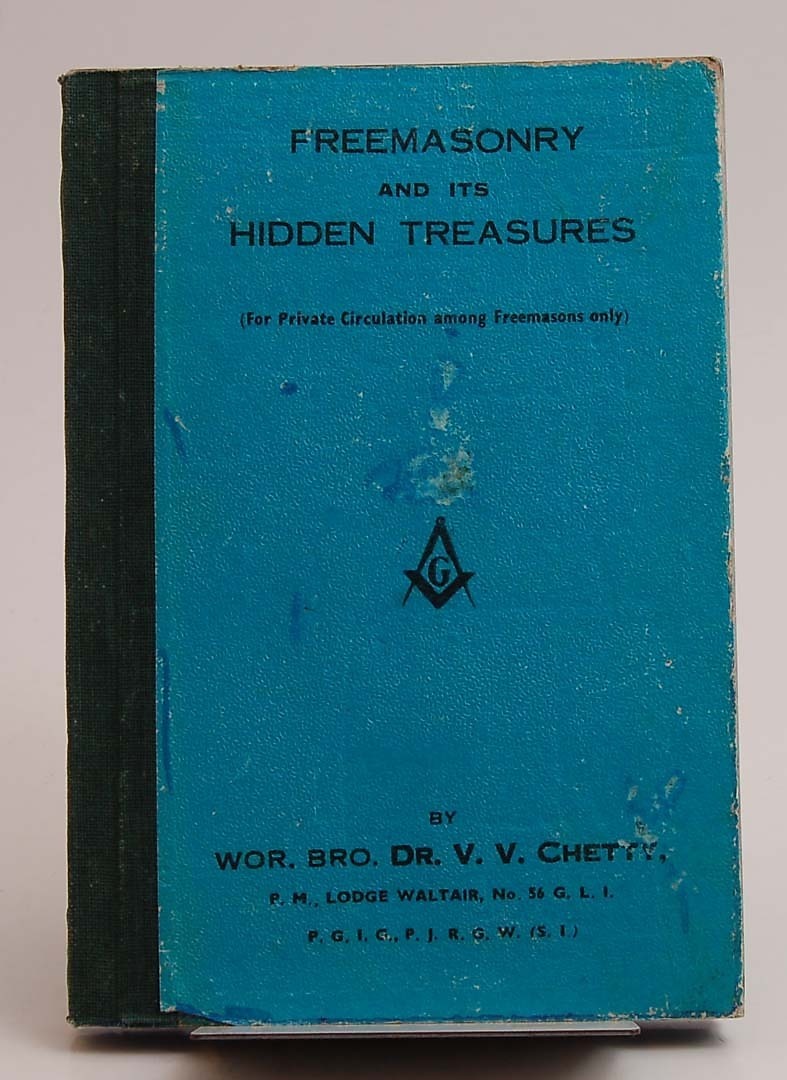 FREEMASONRY
AND ITS
HIDDEN TREASURES
(For Private Circulation among Freemasons only)
G
BY
WOR. BRO. DR. V. V. CHETTY,
P. M., LODGE WALTAIR, No. 56 G. L. I.
P. G. I. G., P. J. R. G. W. (S. I.)